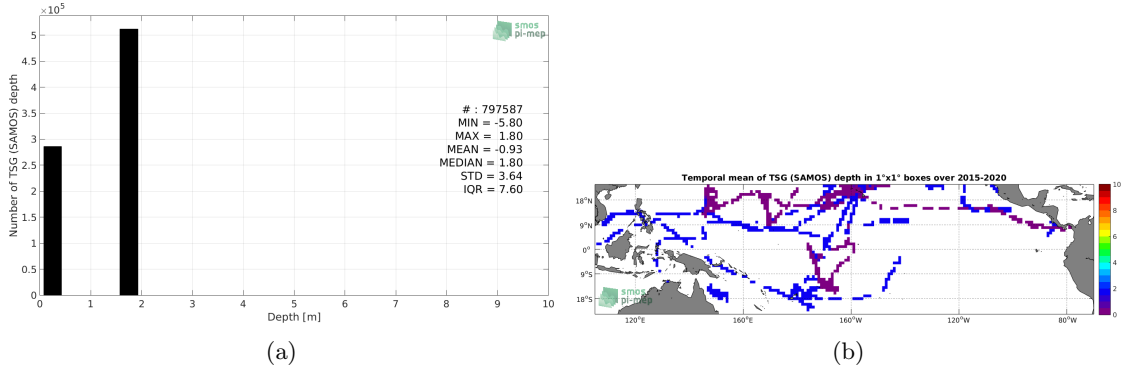 ×10⁵
5
4.5
4
3.5
3
2.5
2
1.5
1
0.5
0
Number of TSG (SAMOS) depth
smos
pi-mep
# : 797587
MIN = -5.80
MAX = 1.80
MEAN = -0.93
MEDIAN = 1.80
STD = 3.64
IQR = 7.60
0 1 2 3 4 5 6 7 8 9 10
Depth [m]
(a)
Temporal mean of TSG (SAMOS) depth in 1°x1° boxes over 2015-2020
18°N
9°N
0°
9°S
18°S
smos
pi-mep
120°E 160°E 160°W 120°W 80°W
10
8
6
4
2
0
(b)